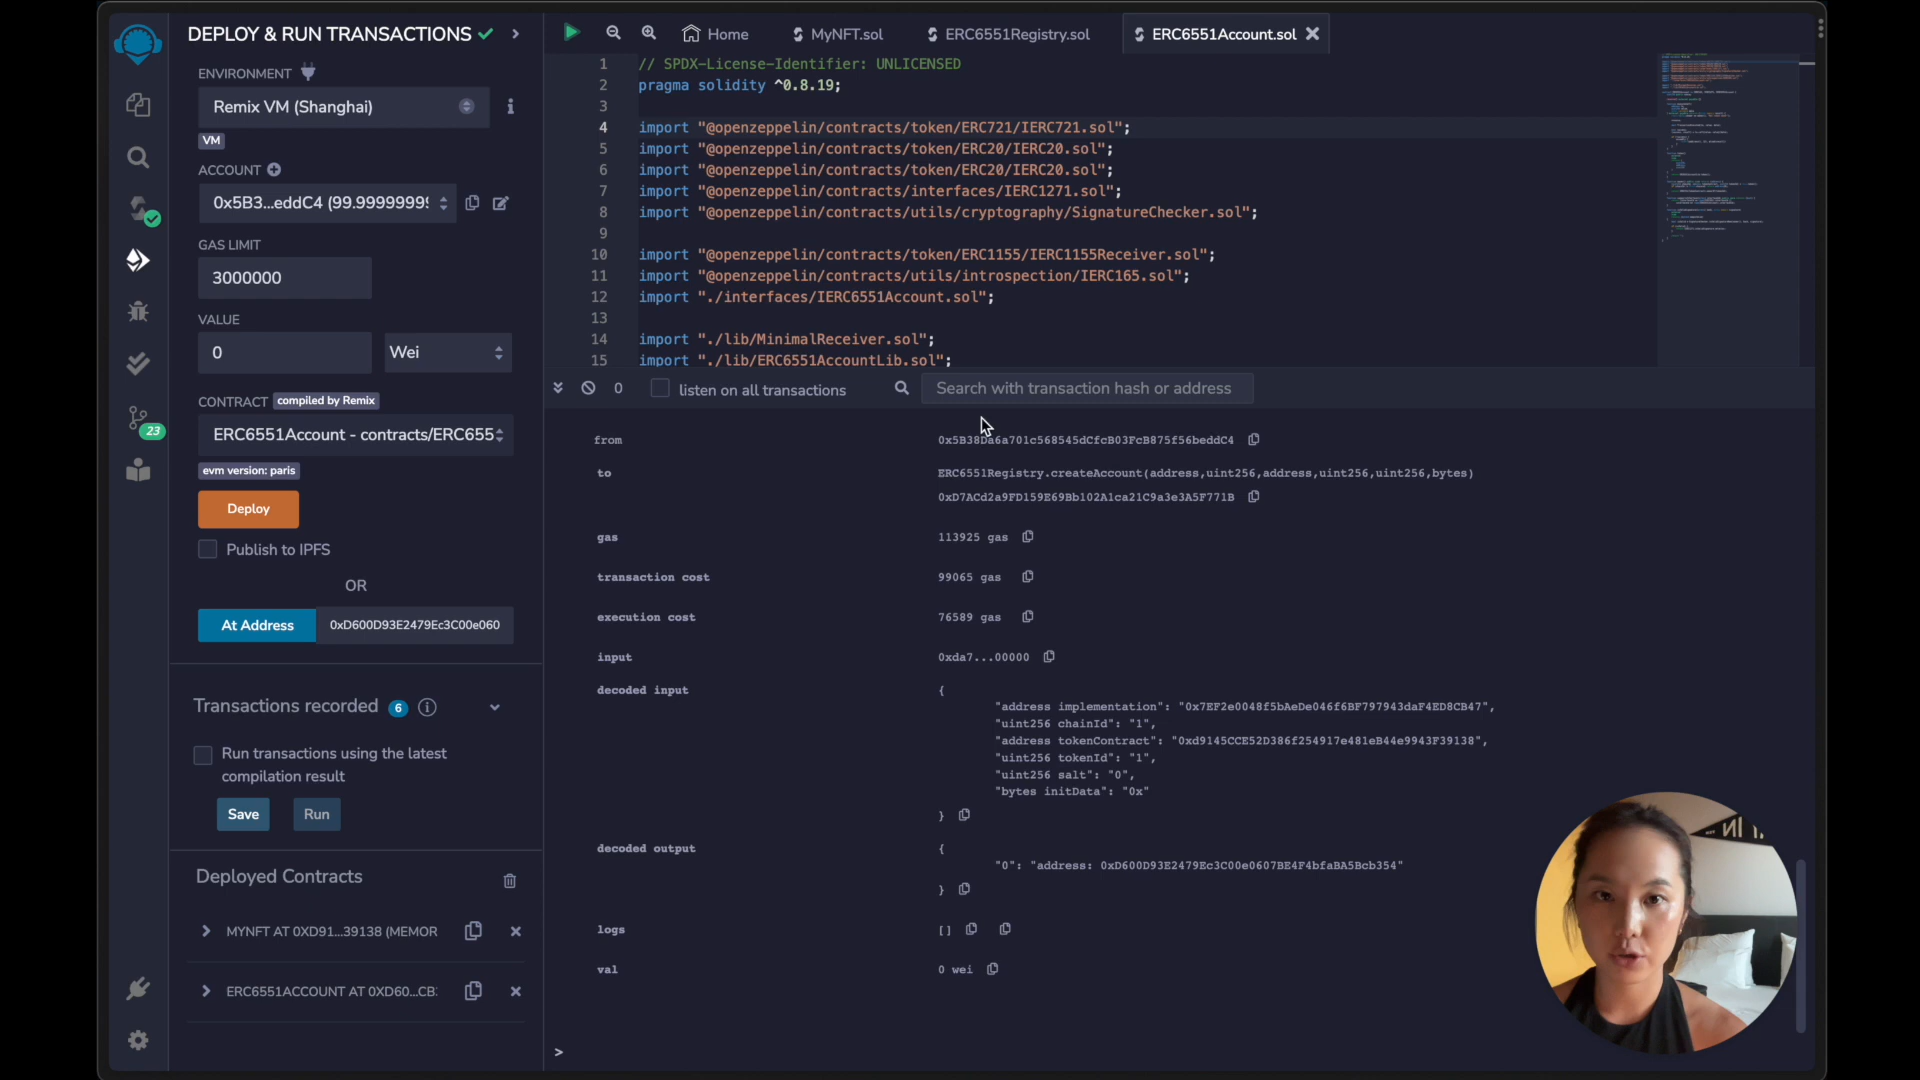 DEPLOY & RUN TRANSACTIONS
ENVIRONMENT
Remix VM (Shanghai)
VM
ACCOUNT
0x5B3...eddC4 (99.9999999
GAS LIMIT
3000000
VALUE
0
Wei
CONTRACT compiled by Remix
ERC6551Account - contracts/ERC655
evm version: paris
Deploy
Publish to IPFS
OR
At Address
0xD600D93E2479Ec3C00e060
Transactions recorded 6
Run transactions using the latest
compilation result
Save
Run
Deployed Contracts
MYNFT AT 0XD91...39138 (MEMOR
ERC6551ACCOUNT AT 0XD60...CB:
23
Home
MyNFT.sol
ERC6551Registry.sol
ERC6551Account.sol
1 // SPDX-License-Identifier: UNLICENSED
2 pragma solidity ^0.8.19;
3
4 import "@openzeppelin/contracts/token/ERC721/IERC721.sol";
5 import "@openzeppelin/contracts/token/ERC20/IERC20.sol";
6 import "@openzeppelin/contracts/token/ERC20/IERC20.sol";
7 import "@openzeppelin/contracts/interfaces/IERC1271.sol";
8 import "@openzeppelin/contracts/utils/cryptography/SignatureChecker.sol";
9
10 import "@openzeppelin/contracts/token/ERC1155/IERC1155Receiver.sol";
11 import "@openzeppelin/contracts/utils/introspection/IERC165.sol";
12 import "./interfaces/IERC6551Account.sol";
13
14 import "./lib/MinimalReceiver.sol";
15 import "./lib/ERC6551AccountLib.sol";
0
listen on all transactions
Search with transaction hash or address
from 0x5B38Da6a701c568545dCfcB03FcB875f56beddC4
to ERC6551Registry.createAccount(address,uint256,address,uint256,uint256,bytes)
0xD7ACd2a9FD159E69Bb102A1ca21C9a3e3A5F771B
gas 113925 gas
transaction cost 99065 gas
execution cost 76589 gas
input 0xda7...00000
decoded input {
"address implementation": "0x7EF2e0048f5bAeDe046f6BF797943daF4ED8CB47",
"uint256 chainId": "1",
"address tokenContract": "0xd9145CCE52D386f254917e481eB44e9943F39138",
"uint256 tokenId": "1",
"uint256 salt": "0",
"bytes initData": "0x"
}
decoded output {
"0": "address: 0xD600D93E2479Ec3C00e0607BE4F4bfaBA5Bcb354"
}
logs []
val 0 wei
>